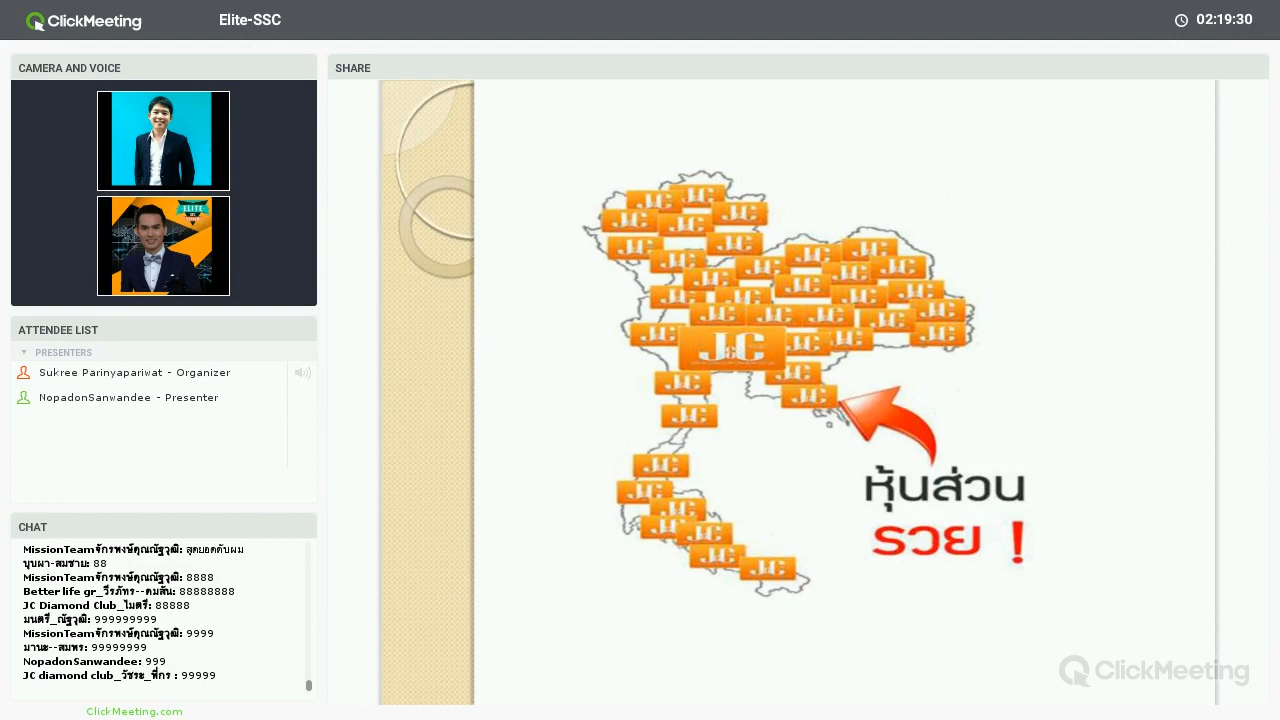 ClickMeeting
Elite-SSC
02:19:30
CAMERA AND VOICE
SHARE
ELITE
ATTENDEE LIST
PRESENTERS
Sukree Parinyapariwat - Organizer
NopadonSanwandee - Presenter
CHAT
MissionTeamจักรพงษ์คุณณัฐวุฒิ: สุดยอดคับผม
บุบผา-สมชาย: 88
MissionTeamจักรพงษ์คุณณัฐวุฒิ: 8888
Better life gr_วีรภัทร--คมสัน: 88888888
JC Diamond Club_ไมตรี: 88888
มนตรี_ณัฐวุฒิ: 999999999
MissionTeamจักรพงษ์คุณณัฐวุฒิ: 9999
มานะ--สมพร: 99999999
NopadonSanwandee: 999
JC diamond club_วัชระ_พี่กร : 99999
ClickMeeting.com
J&C
หุ้นส่วน
รวย !
ClickMeeting